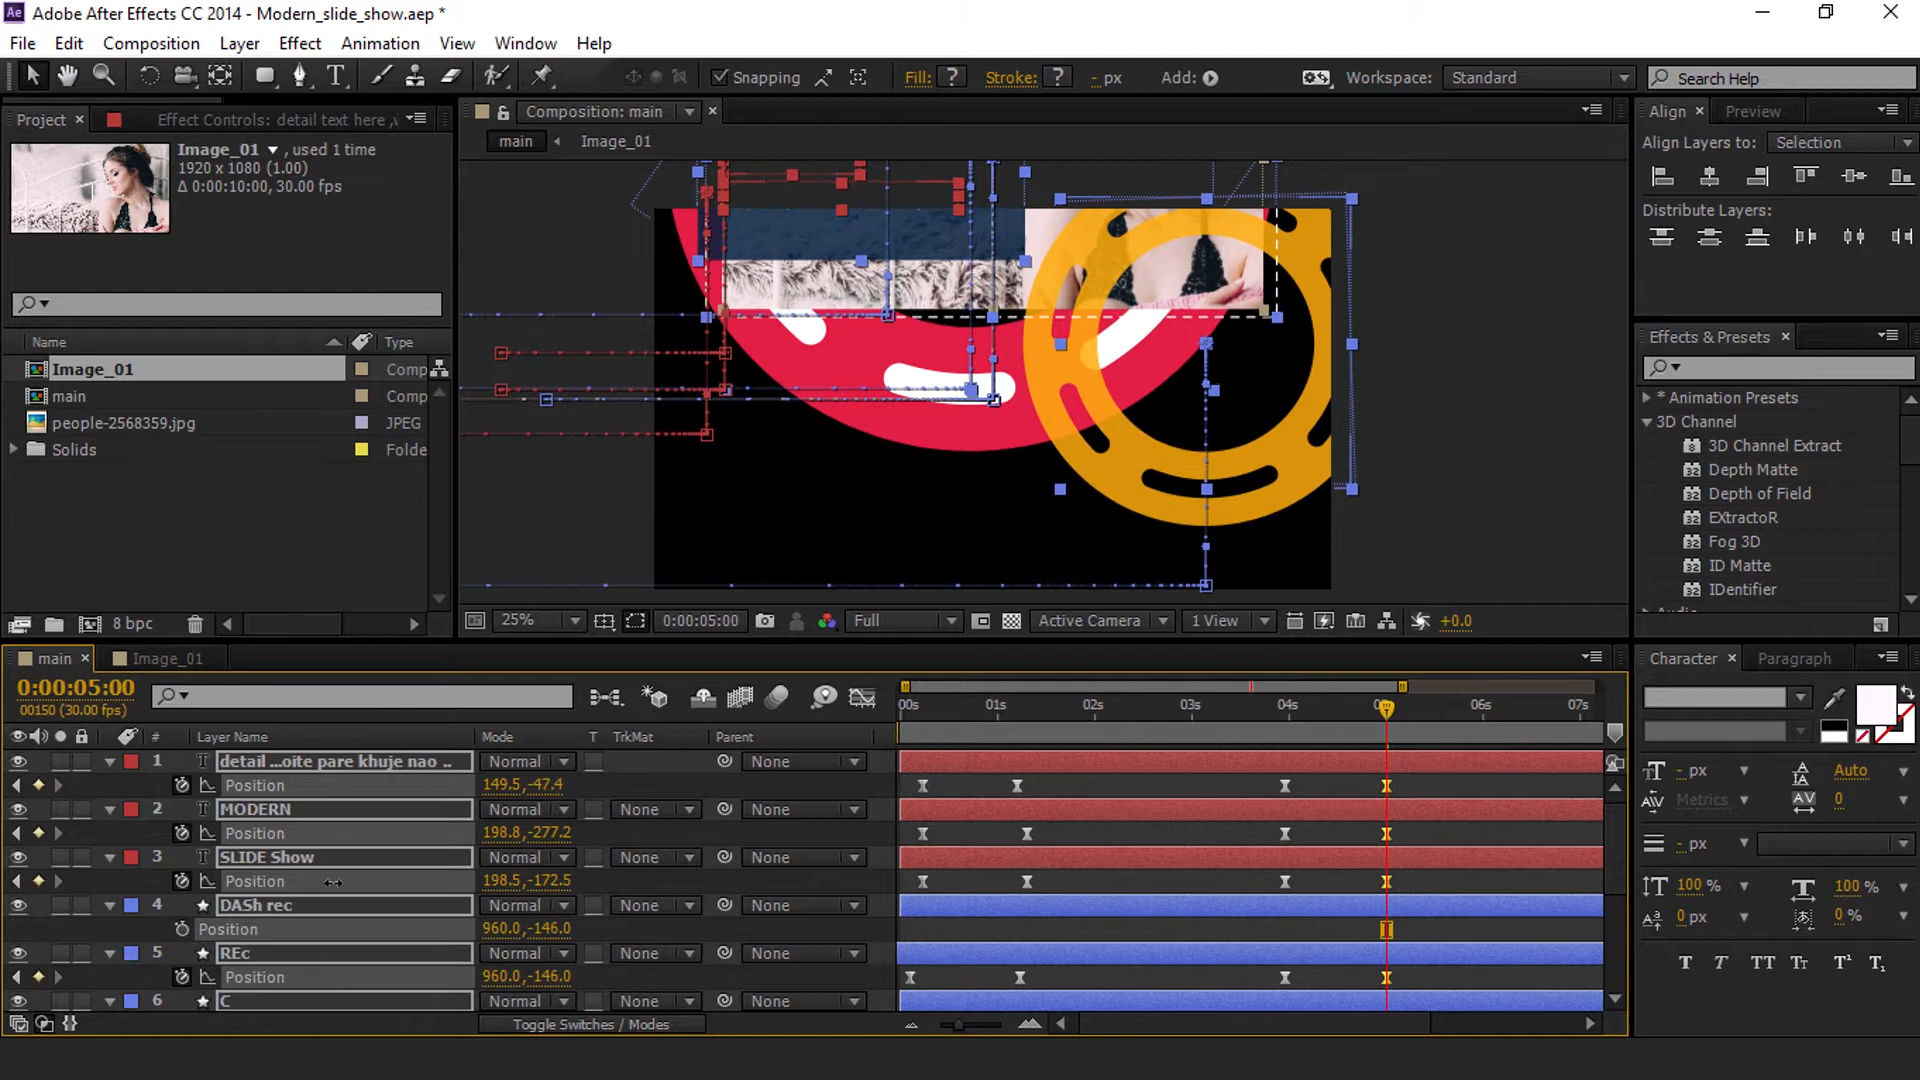 Adobe After Effects CC 2014 - Modern_slide_show.aep *
File Edit Composition Layer Effect Animation View Window Help
Snapping Fill: ? Stroke: ? - px Add: Workspace: Standard Search Help
Project × Effect Controls: detail text here ,
Image_01 ▼ , used 1 time
1920 x 1080 (1.00)
Δ 0:00:10:00, 30.00 fps
Name Type
Image_01 Comp
main Comp
people-2568359.jpg JPEG
Solids Folde
8 bpc
Composition: main
main Image_01
25% 0:00:05:00 Full Active Camera 1 View +0.0
Align × Preview
Align Layers to: Selection
Distribute Layers:
Effects & Presets ×
* Animation Presets
3D Channel
3D Channel Extract
Depth Matte
Depth of Field
EXtractoR
Fog 3D
ID Matte
IDentifier
main × Image_01
0:00:05:00
00150 (30.00 fps)
# Layer Name Mode T TrkMat Parent
00s 01s 02s 03s 04s 06s 07s
1 detail ...oite pare khuje nao .. Normal None
Position 149.5,-47.4
2 MODERN Normal None None
Position 198.8,-277.2
3 SLIDE Show Normal None None
Position 198.5,-172.5
4 DASh rec Normal None None
Position 960.0,-146.0
5 REc Normal None None
Position 960.0,-146.0
6 C Normal None None
Toggle Switches / Modes
Character × Paragraph
- px Auto
Metrics 0
- px
100 % 100 %
0 px 0 %
T T TT Tт T¹ T₁